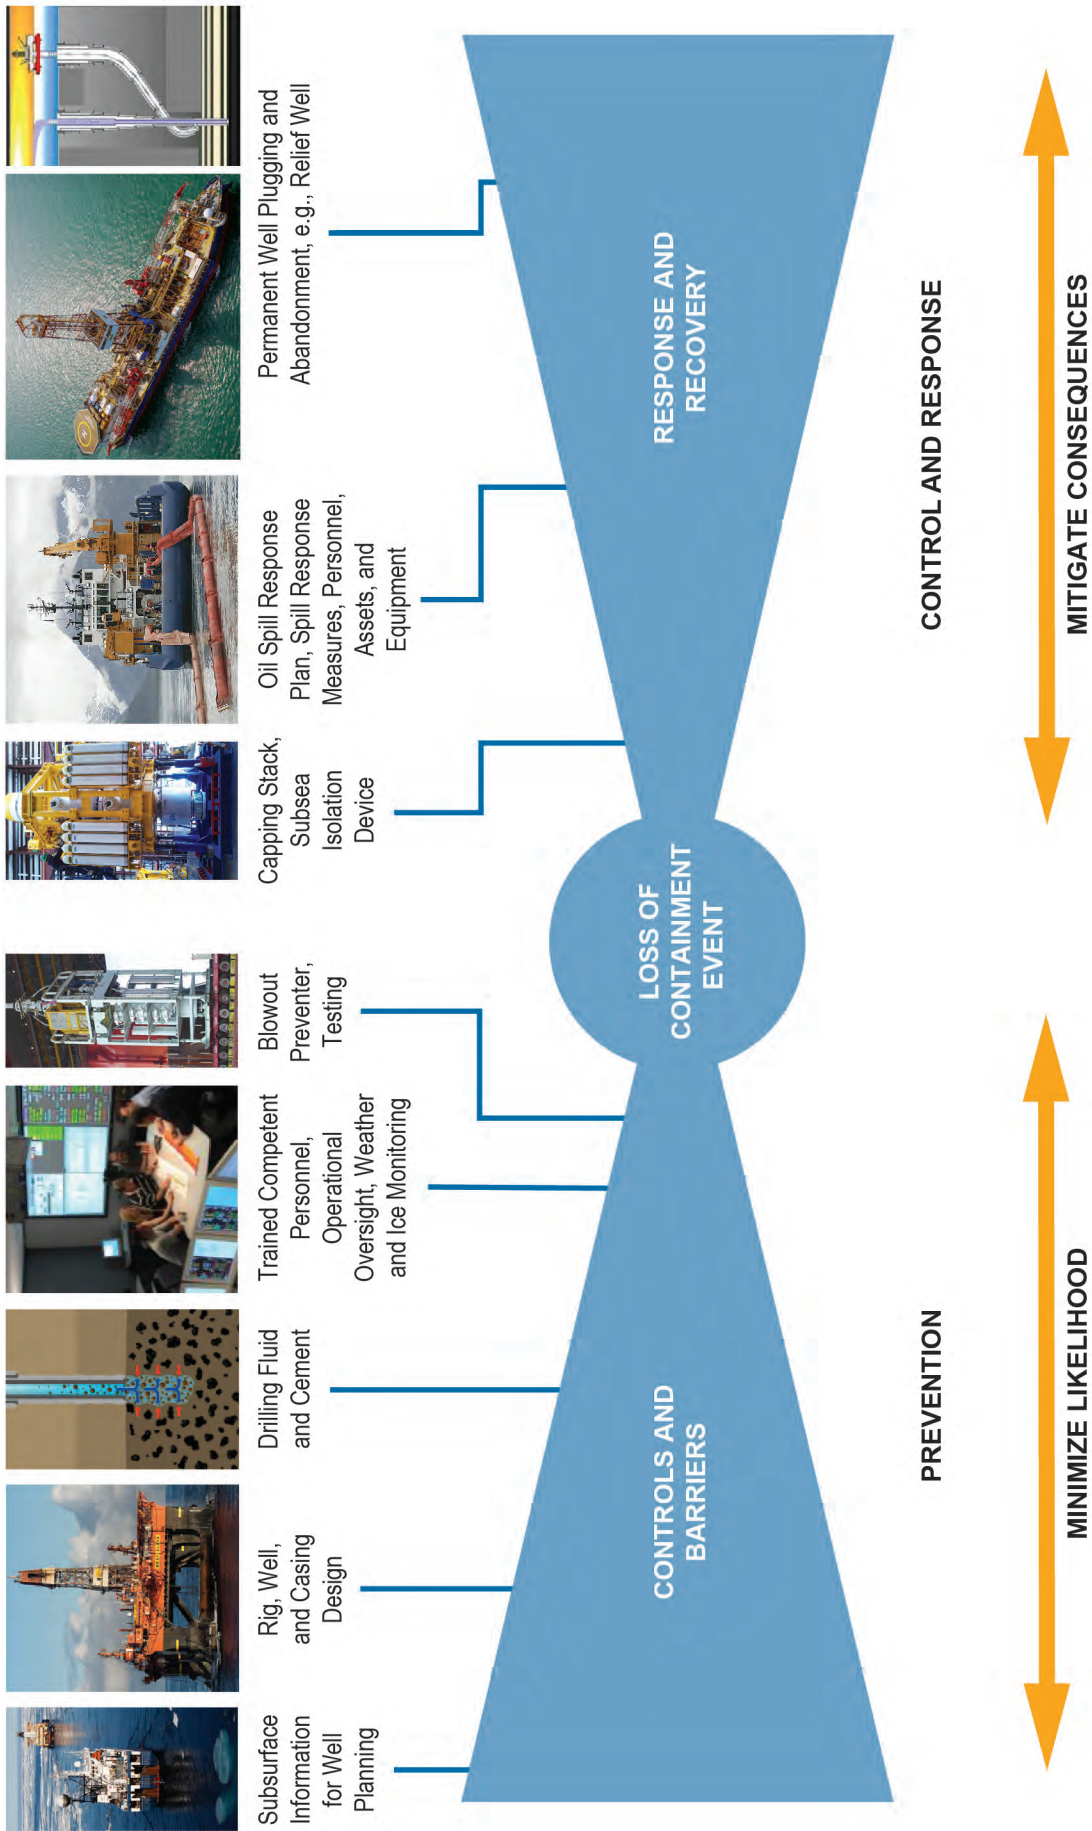 Subsurface
Information
for Well
Planning
Rig, Well,
and Casing
Design
Drilling Fluid
and Cement
Trained Competent
Personnel,
Operational
Oversight, Weather
and Ice Monitoring
Blowout
Preventer,
Testing
Capping Stack,
Subsea
Isolation
Device
Oil Spill Response
Plan, Spill Response
Measures, Personnel,
Assets, and
Equipment
Permanent Well Plugging and
Abandonment, e.g., Relief Well
CONTROLS AND
BARRIERS
LOSS OF
CONTAINMENT
EVENT
RESPONSE AND
RECOVERY
PREVENTION
CONTROL AND RESPONSE
MINIMIZE LIKELIHOOD
MITIGATE CONSEQUENCES